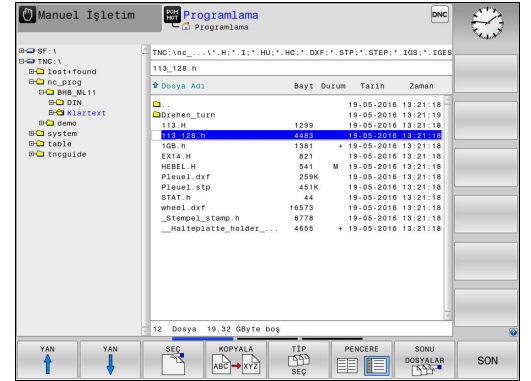 Manuel İşletim
PGM
MGT
Programlama
Programlama
DNC
SF:\
TNC:\
lost+found
nc_prog
BHB_ML11
DIN
Klartext
demo
system
table
tncguide
TNC:\nc_...\*.H;*.I;*.HU;*.HC;*.DXF;*.STP;*.STEP;*.IGS;*.IGES
113_128.h
Dosya Adı Bayt Durum Tarih Zaman
.. 19-05-2016 13:21:18
Drehen_turn 19-05-2016 13:21:19
113.H 1299 19-05-2016 13:21:18
113_128.h 4483 19-05-2016 13:21:18
1GB.h 1381 + 19-05-2016 13:21:18
EX14.H 821 19-05-2016 13:21:18
HEBEL.H 541 M 19-05-2016 13:21:18
Pleuel.dxf 259K 19-05-2016 13:21:18
Pleuel.stp 451K 19-05-2016 13:21:18
STAT.h 44 19-05-2016 13:21:18
wheel.dxf 16573 19-05-2016 13:21:18
_Stempel_stamp.h 6778 19-05-2016 13:21:18
__Halteplatte_holder_... 4655 + 19-05-2016 13:21:18
12 Dosya 19.32 GByte boş
YAN
YAN
SEÇ
KOPYALA
ABC XYZ
TİP
SEÇ
PENCERE
SONU
DOSYALAR
SON